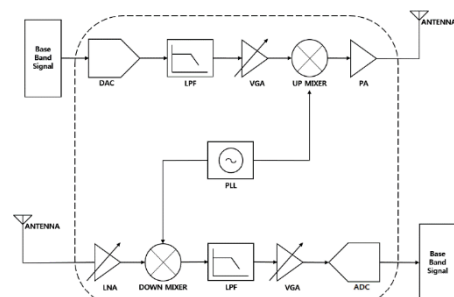 ANTENNA
Base
Band
Signal
DAC
LPF
VGA
UP MIXER
PA
PLL
ANTENNA
LNA
DOWN MIXER
LPF
VGA
ADC
Base
Band
Signal